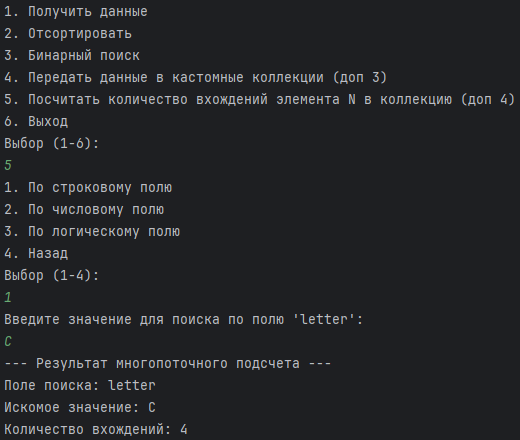 1. Получить данные
2. Отсортировать
3. Бинарный поиск
4. Передать данные в кастомные коллекции (доп 3)
5. Посчитать количество вхождений элемента N в коллекцию (доп 4)
6. Выход
Выбор (1-6):
5
1. По строковому полю
2. По числовому полю
3. По логическому полю
4. Назад
Выбор (1-4):
1
Введите значение для поиска по полю 'letter':
C
--- Результат многопоточного подсчета ---
Поле поиска: letter
Искомое значение: C
Количество вхождений: 4